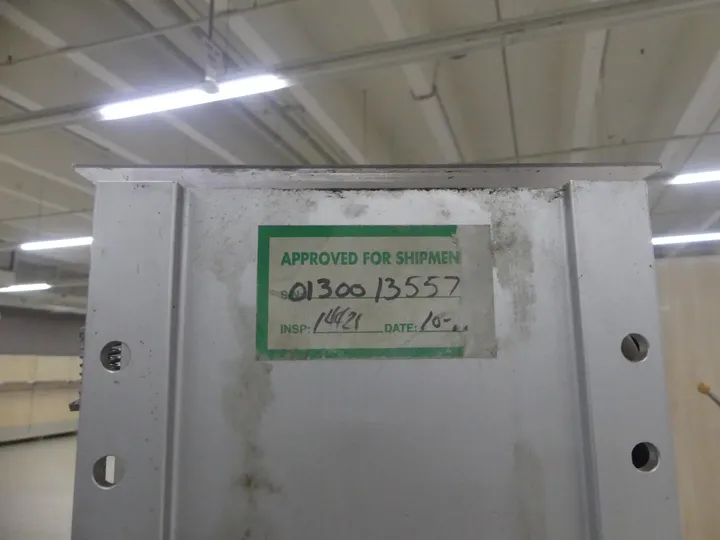 APPROVED FOR SHIPMEN
01300 13557
INSP: DATE: 10-